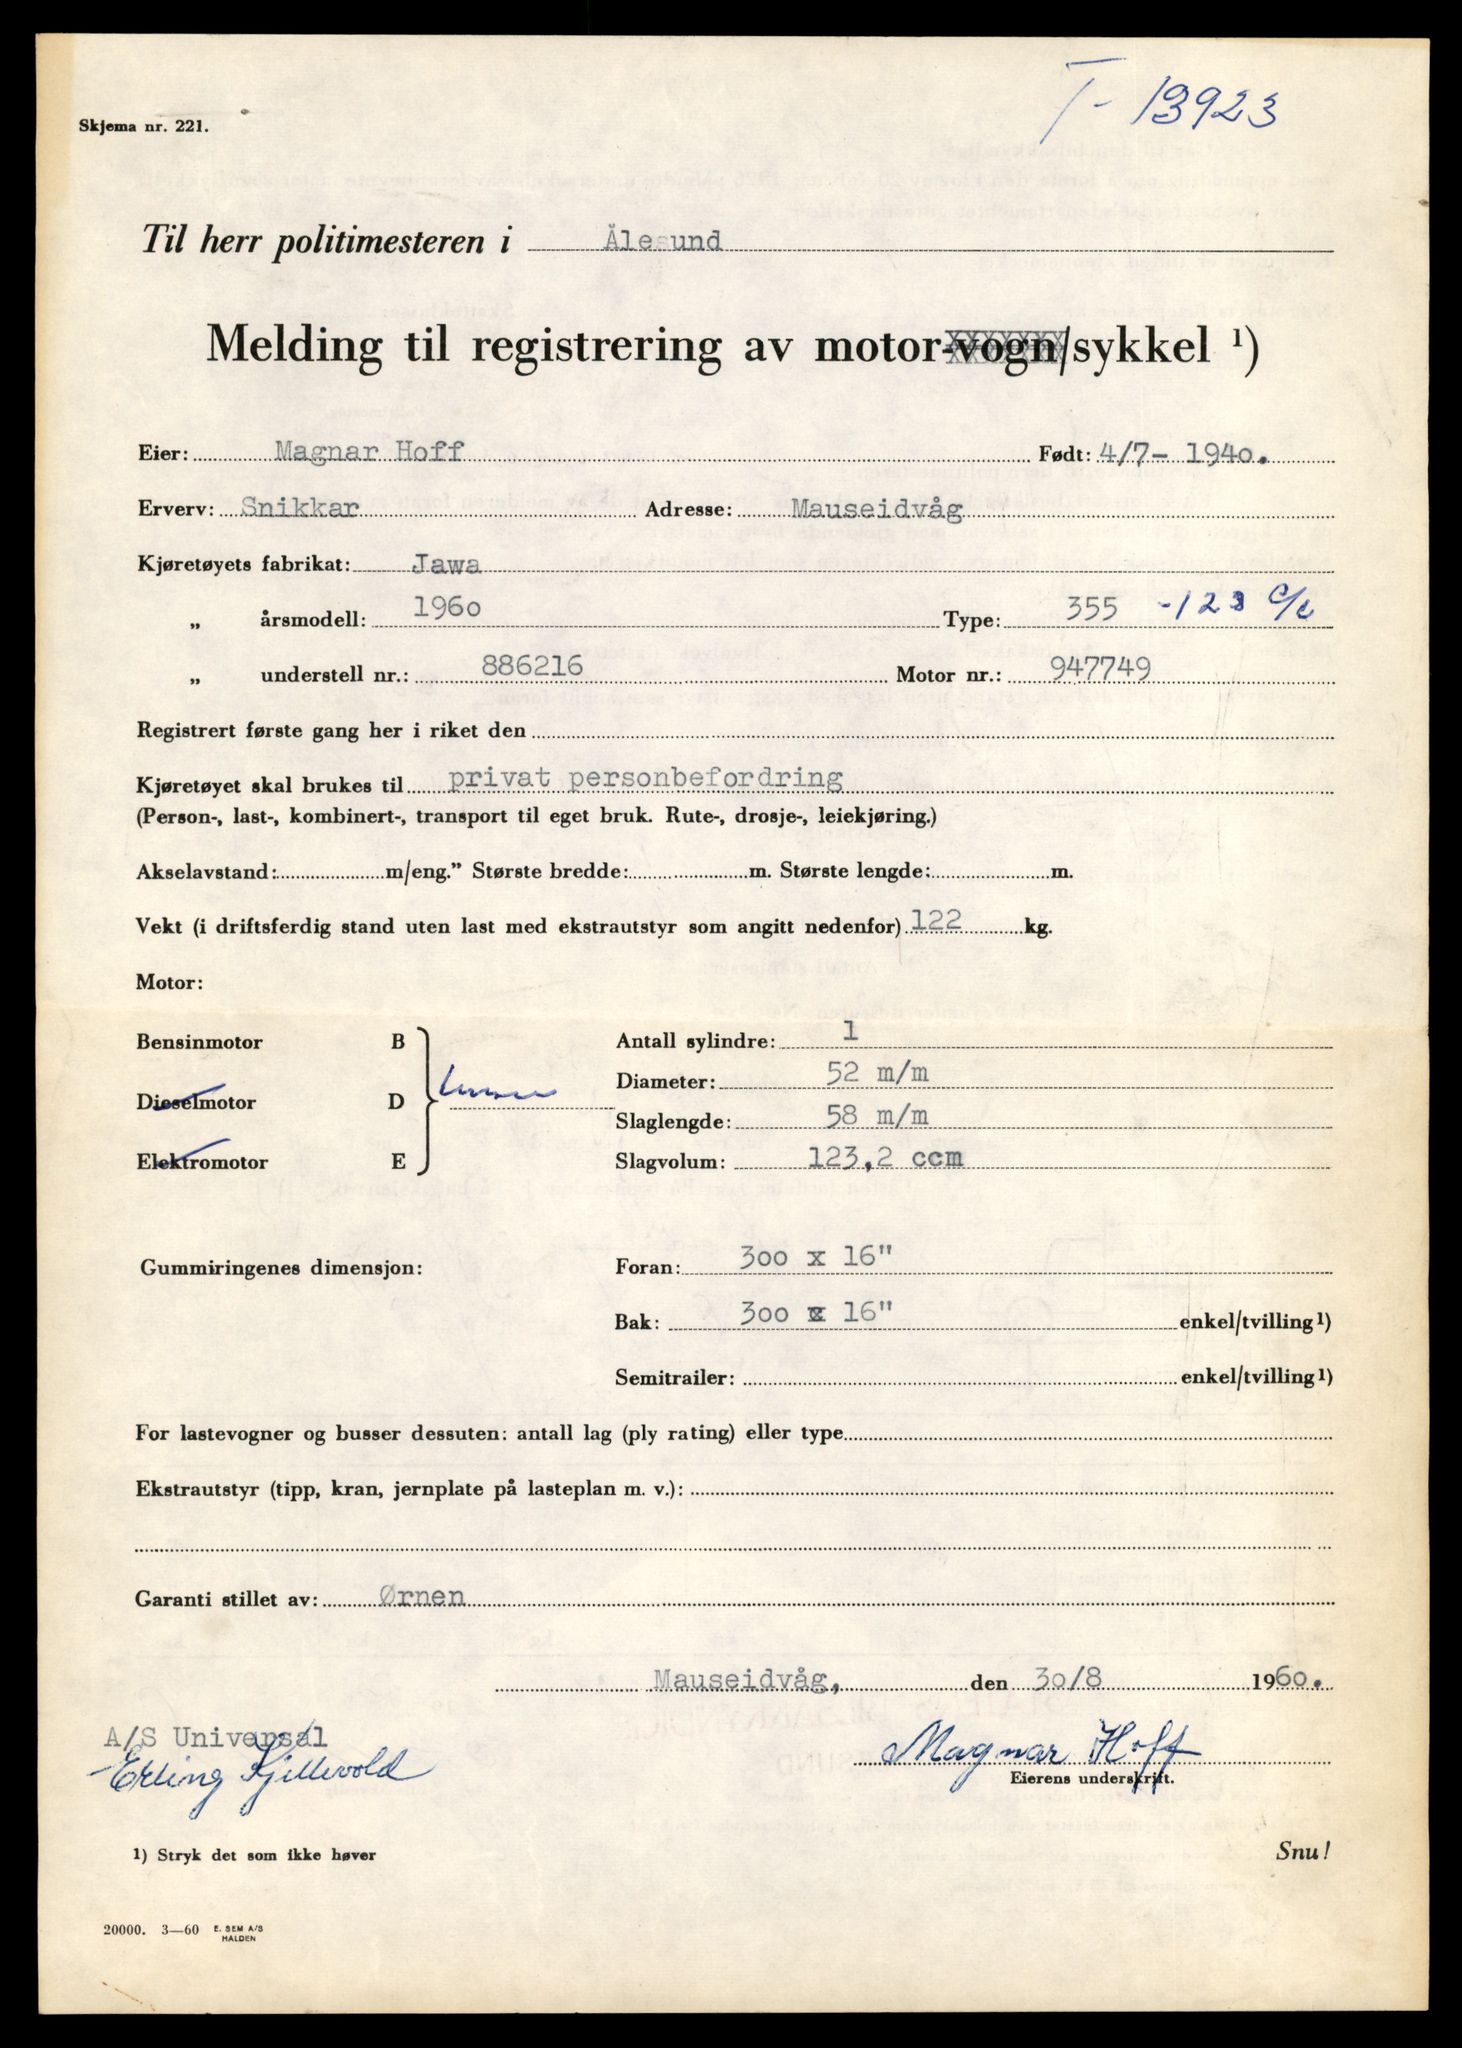 T-13923
Skjema nr. 221.
Til herr politimesteren i Ålesund
Melding til registrering av motor-vogn/sykkel ¹)
Eier: Magnar Hoff Født: 4/7- 1940.
Erverv: Snikkar Adresse: Mauseidvåg
Kjøretøyets fabrikat: Jawa
„ årsmodell: 1960 Type: 355 -123 c/c
„ understell nr.: 886216 Motor nr.: 947749
Registrert første gang her i riket den
Kjøretøyet skal brukes til privat personbefordring
(Person-, last-, kombinert-, transport til eget bruk. Rute-, drosje-, leiekjøring.)
Akselavstand: m/eng.” Største bredde: m. Største lengde: m.
Vekt (i driftsferdig stand uten last med ekstrautstyr som angitt nedenfor) 122 kg.
Motor:
Bensinmotor B Antall sylindre: 1
Diameter: 52 m/m
Dieselmotor D
Slaglengde: 58 m/m
Elektromotor E Slagvolum: 123,2 ccm
Gummiringenes dimensjon: Foran: 300 x 16"
Bak: 300 x 16" enkel/tvilling¹)
Semitrailer: enkel/tvilling¹)
For lastevogner og busser dessuten: antall lag (ply rating) eller type
Ekstrautstyr (tipp, kran, jernplate på lasteplan m. v.):
Garanti stillet av: Ørnen
Mauseidvåg, den 30/8 1960.
A/S Universal
Erling Kjillevold Magnar Hoff
Eierens underskrift.
1) Stryk det som ikke høver Snu!
20000. 3—60 E. SEM A/S
HALDEN